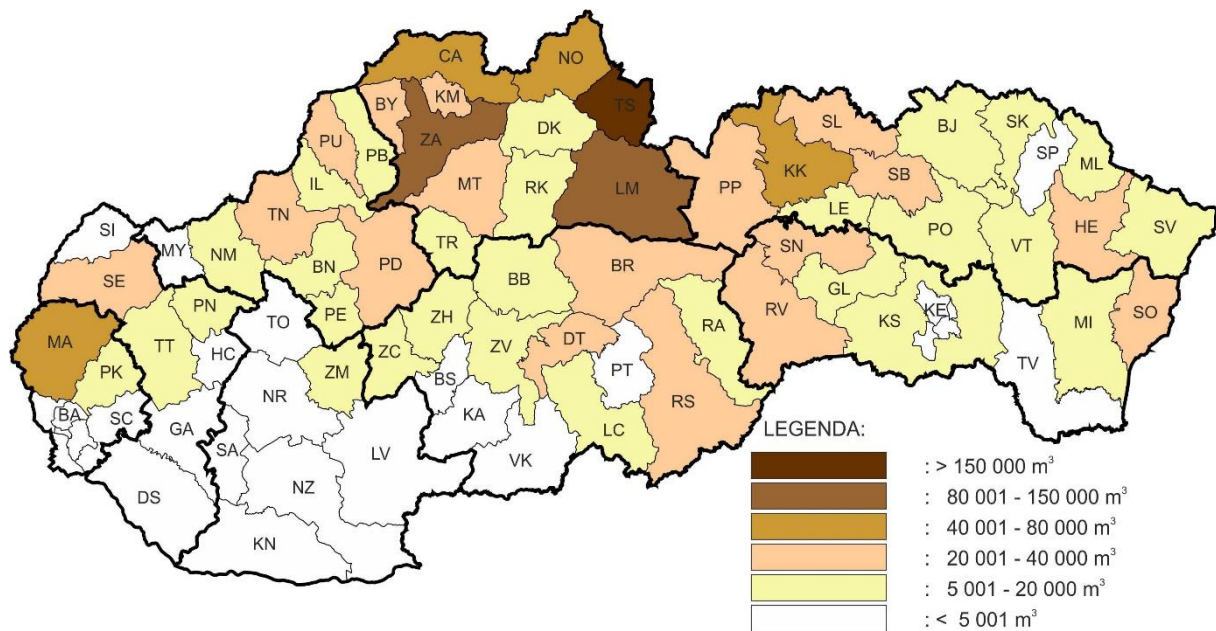 CA
NO
TS
BY
KM
ZA
DK
PU
PB
IL
MT
RK
LM
TN
PP
KK
SL
SB
BJ
SK
SP
ML
HE
SV
VT
PO
LE
SI
MY
NM
SE
BN
PD
TR
BB
BR
SN
GL
RV
KS
KE
MI
SO
TV
MA
PK
TT
PN
HC
TO
PE
ZM
ZC
ZH
ZV
BS
DT
PT
RA
RS
LC
KA
VK
BA
SC
GA
NR
SA
NZ
LV
DS
KN
LEGENDA:
: > 150 000 m³
: 80 001 - 150 000 m³
: 40 001 - 80 000 m³
: 20 001 - 40 000 m³
: 5 001 - 20 000 m³
: < 5 001 m³